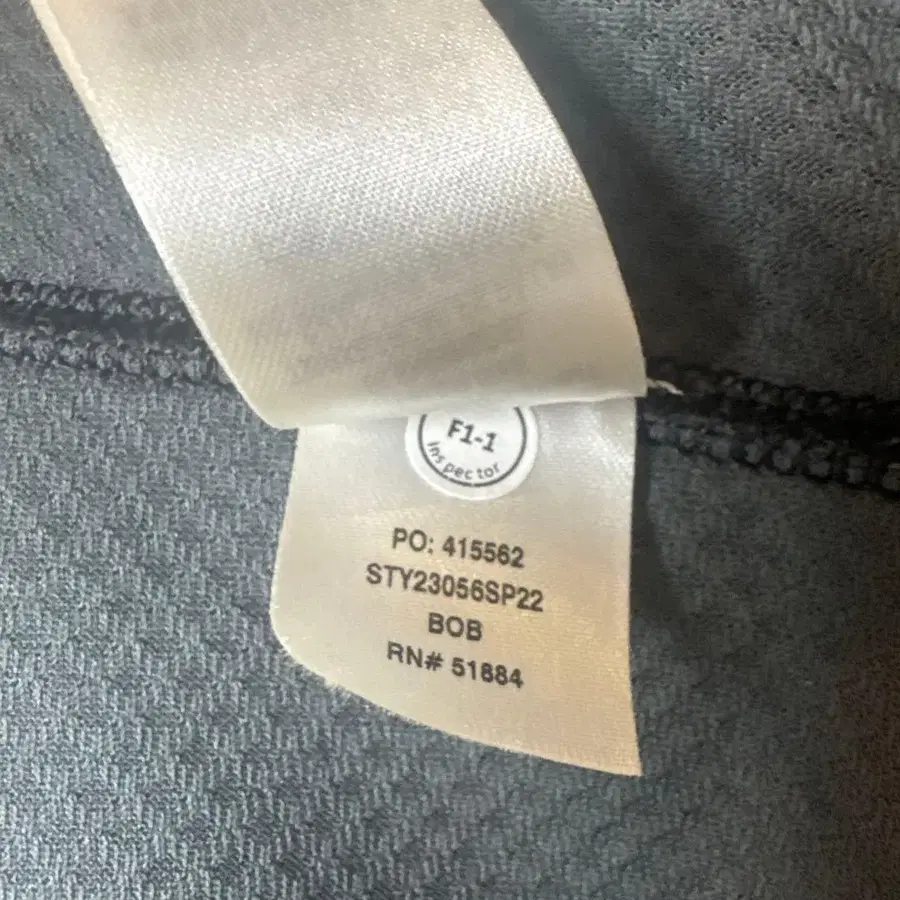 F1-1
Inspector
PO: 415562
STY23056SP22
BOB
RN# 51884